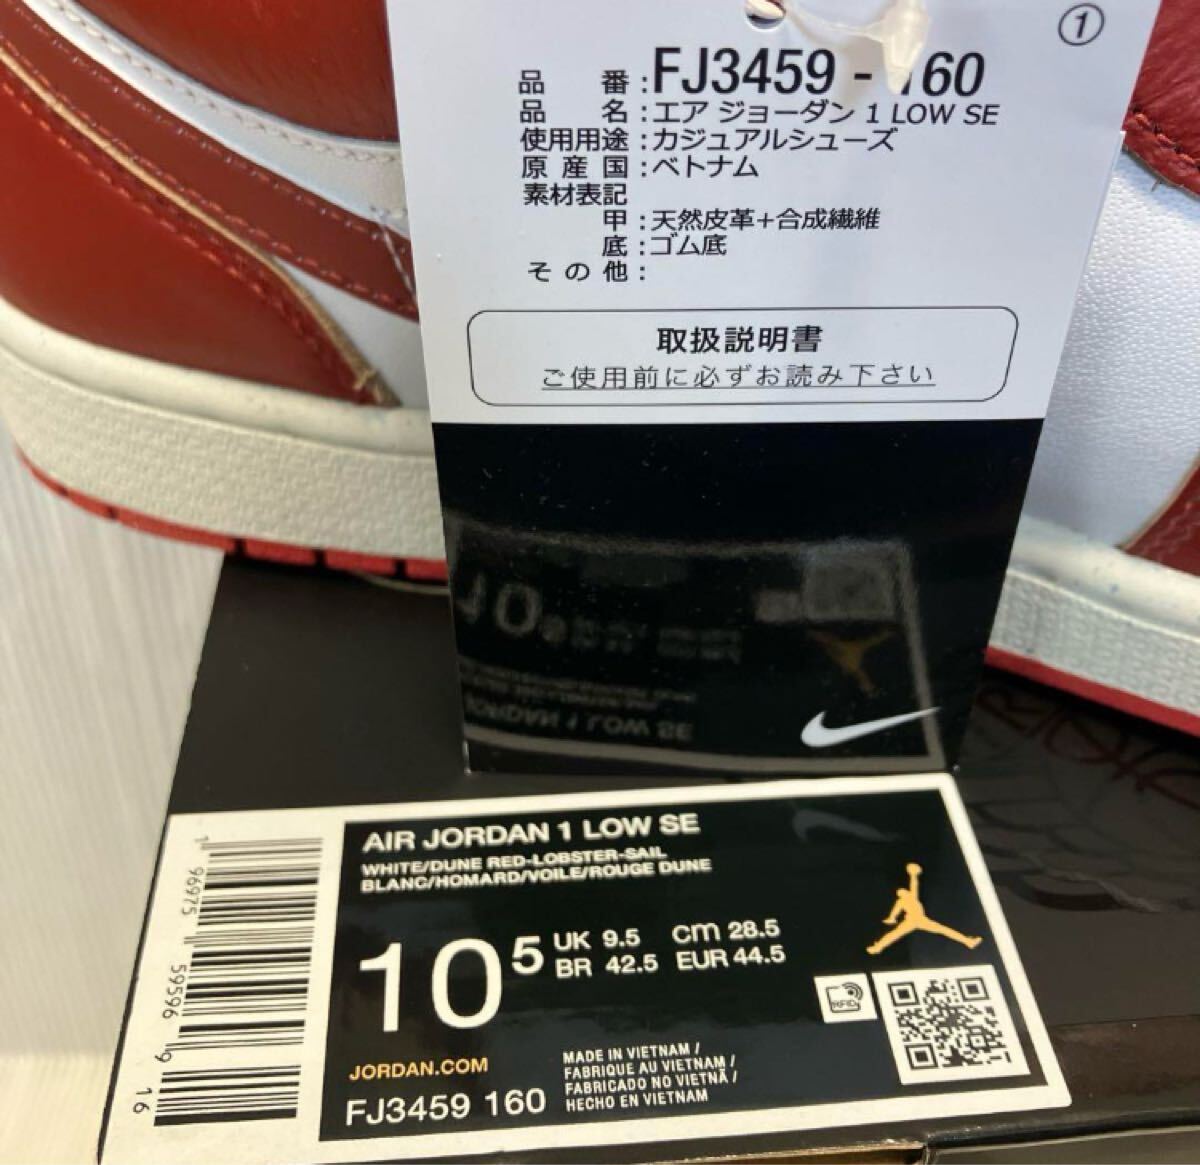 ①
品番:FJ3459 - 160
品名:エア ジョーダン 1 LOW SE
使用用途:カジュアルシューズ
原産国:ベトナム
素材表記
甲:天然皮革+合成繊維
底:ゴム底
その他:
取扱説明書
ご使用前に必ずお読み下さい
AIR JORDAN 1 LOW SE
WHITE/DUNE RED-LOBSTER-SAIL
BLANC/HOMARD/VOILE/ROUGE DUNE
10 5 UK 9.5 cm 28.5
BR 42.5 EUR 44.5
RFID
JORDAN.COM
FJ3459 160
MADE IN VIETNAM /
FABRIQUE AU VIETNAM /
FABRICADO NO VIETNÃ /
HECHO EN VIETNAM
1 96975 59596 9 16